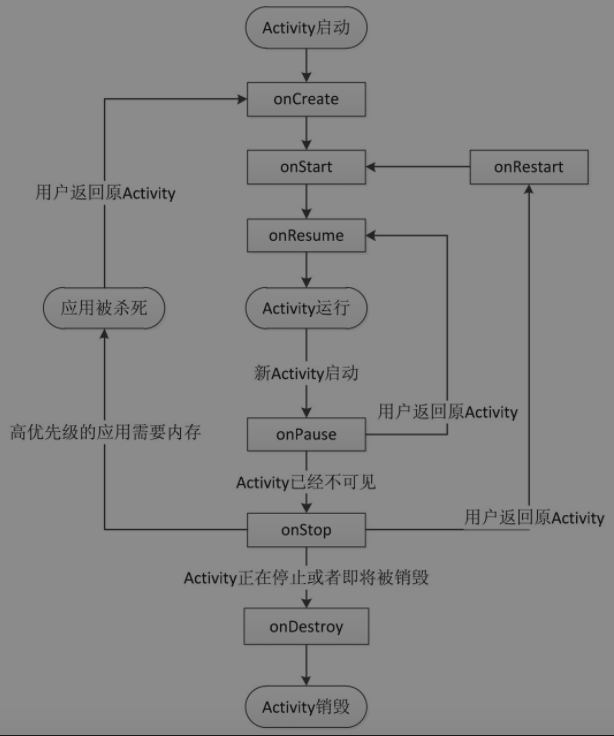 Activity启动
onCreate
onStart
onRestart
用户返回原Activity
onResume
应用被杀死
Activity运行
新Activity启动
用户返回原Activity
高优先级的应用需要内存
onPause
Activity已经不可见
用户返回原Activity
onStop
Activity正在停止或者即将被销毁
onDestroy
Activity销毁